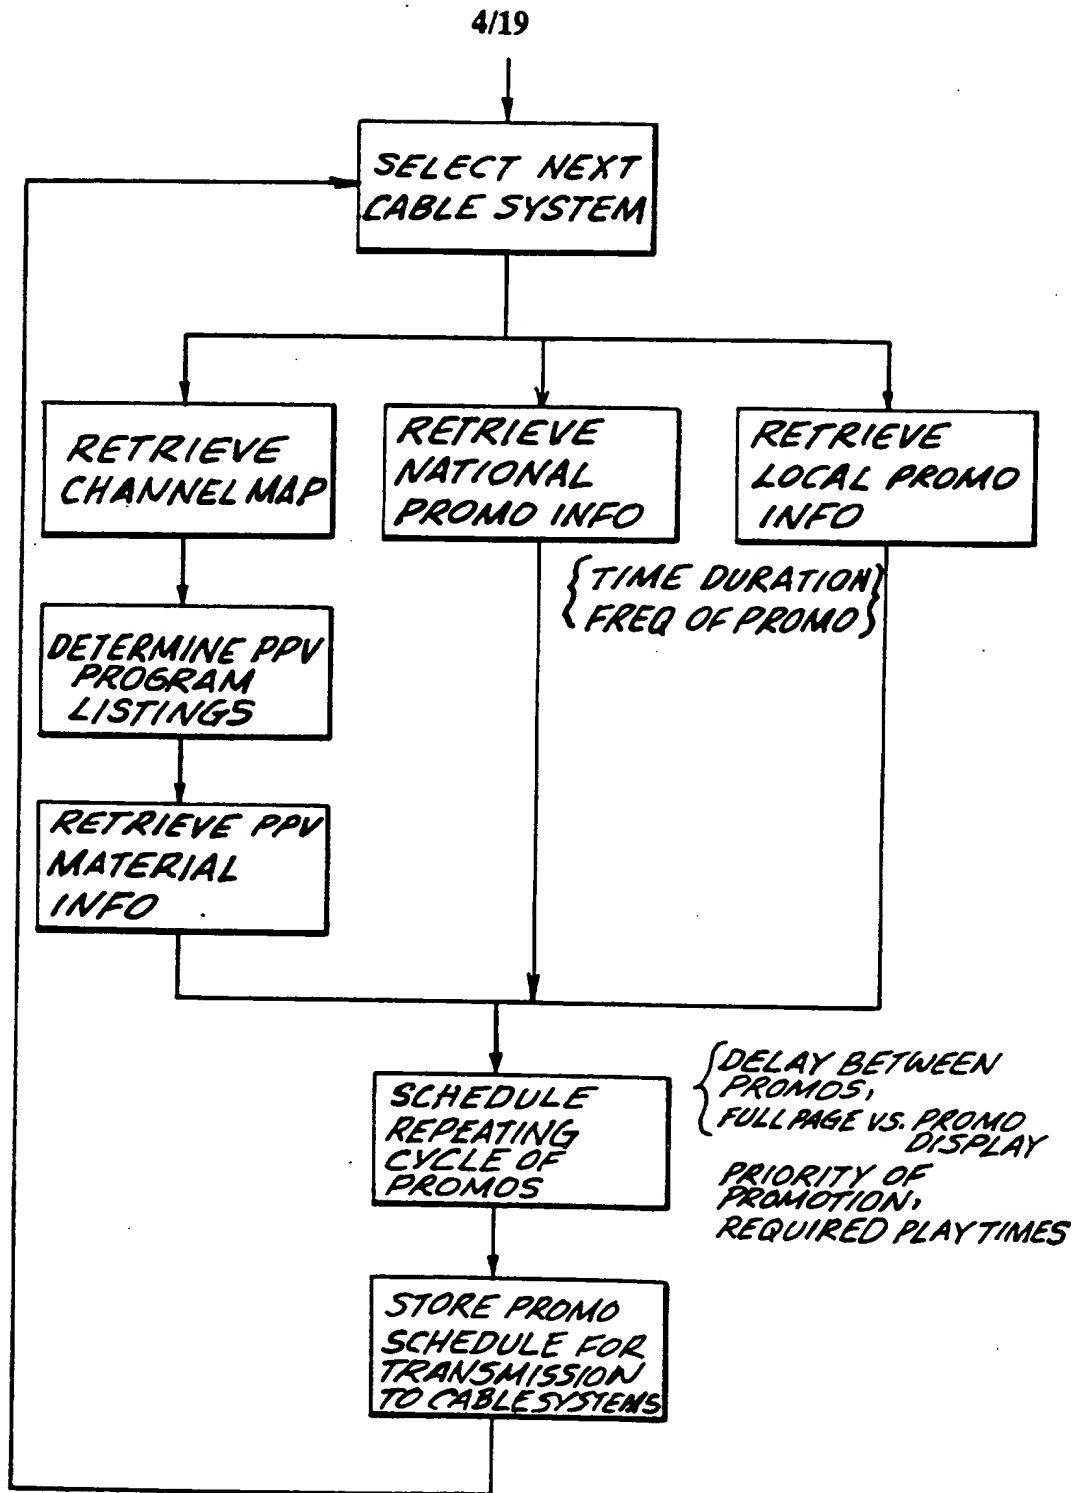 4/19
SELECT NEXT
CABLE SYSTEM
RETRIEVE
CHANNEL MAP
RETRIEVE
NATIONAL
PROMO INFO
RETRIEVE
LOCAL PROMO
INFO
{TIME DURATION}
{FREQ OF PROMO}
DETERMINE PPV
PROGRAM
LISTINGS
RETRIEVE PPV
MATERIAL
INFO
SCHEDULE
REPEATING
CYCLE OF
PROMOS
DELAY BETWEEN
PROMOS,
FULL PAGE VS. PROMO
DISPLAY
PRIORITY OF
PROMOTION,
REQUIRED PLAY TIMES
STORE PROMO
SCHEDULE FOR
TRANSMISSION
TO CABLE SYSTEMS